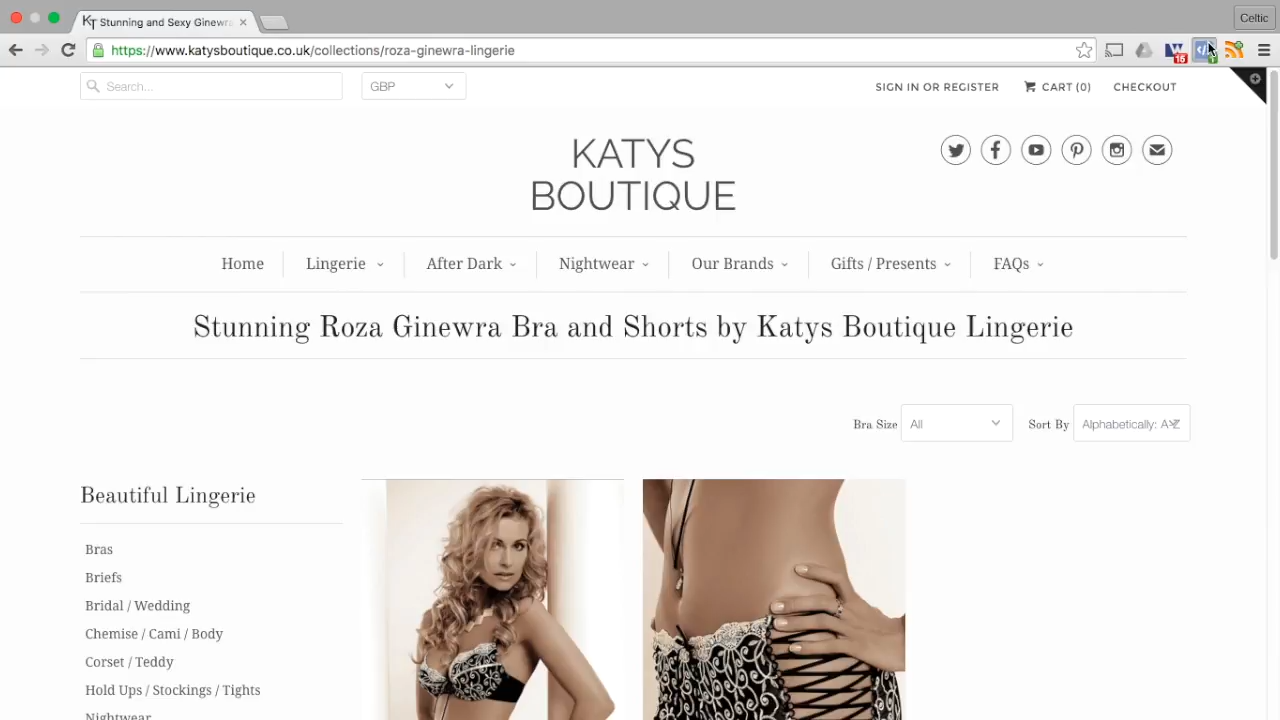 Stunning and Sexy Ginewra
Celtic
https://www.katysboutique.co.uk/collections/roza-ginewra-lingerie
15
1
Search...
GBP
SIGN IN OR REGISTER
CART (0)
CHECKOUT
KATYS
BOUTIQUE
Home
Lingerie
After Dark
Nightwear
Our Brands
Gifts / Presents
FAQs
Stunning Roza Ginewra Bra and Shorts by Katys Boutique Lingerie
Bra Size
All
Sort By
Alphabetically: A-Z
Beautiful Lingerie
Bras
Briefs
Bridal / Wedding
Chemise / Cami / Body
Corset / Teddy
Hold Ups / Stockings / Tights
Nightwear